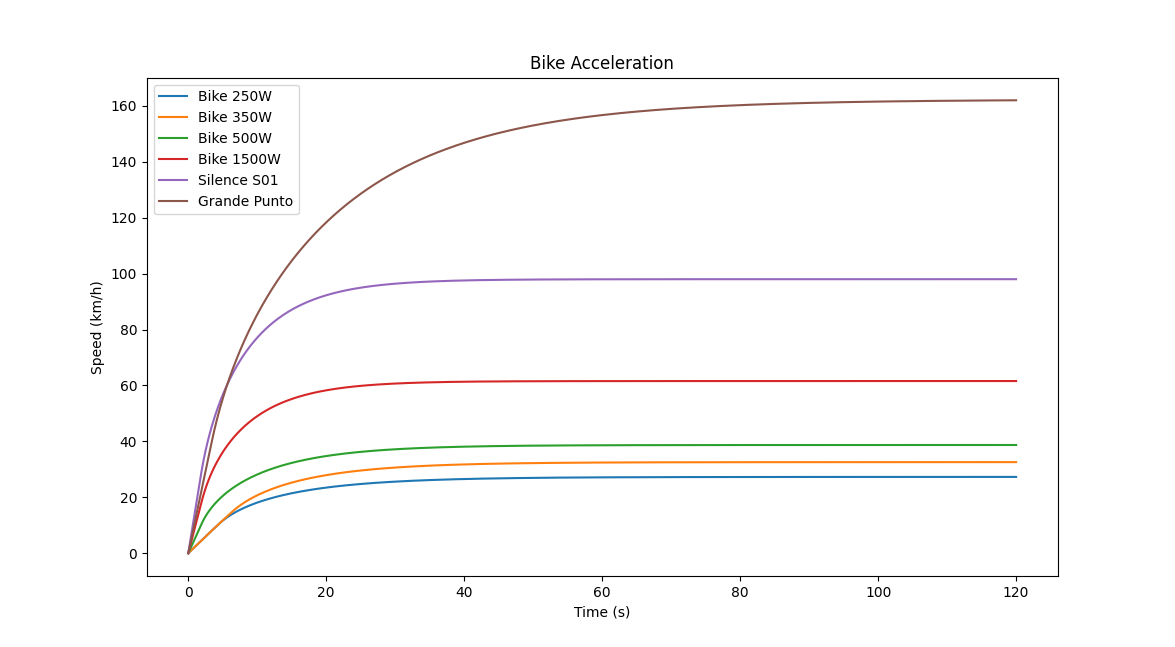 Bike Acceleration
Bike 250W
Bike 350W
Bike 500W
Bike 1500W
Silence S01
Grande Punto
160
140
120
100
80
60
40
20
0
Speed (km/h)
0 20 40 60 80 100 120
Time (s)